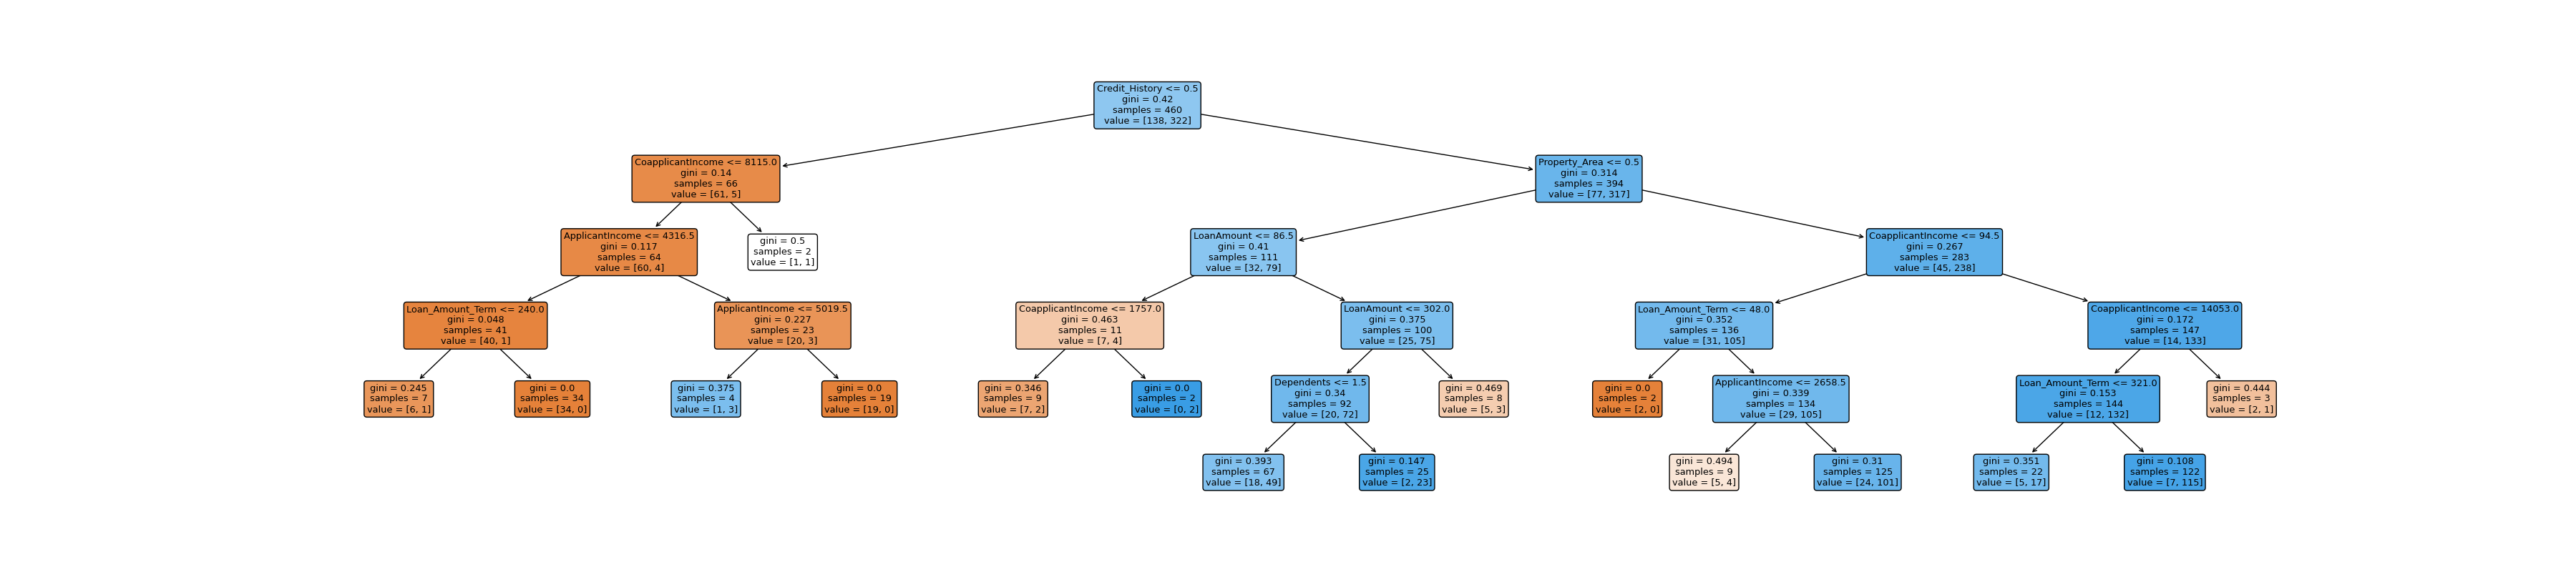 Credit_History <= 0.5
gini = 0.42
samples = 460
value = [138, 322]
CoapplicantIncome <= 8115.0
gini = 0.14
samples = 66
value = [61, 5]
Property_Area <= 0.5
gini = 0.314
samples = 394
value = [77, 317]
ApplicantIncome <= 4316.5
gini = 0.117
samples = 64
value = [60, 4]
gini = 0.5
samples = 2
value = [1, 1]
LoanAmount <= 86.5
gini = 0.41
samples = 111
value = [32, 79]
CoapplicantIncome <= 94.5
gini = 0.267
samples = 283
value = [45, 238]
Loan_Amount_Term <= 240.0
gini = 0.048
samples = 41
value = [40, 1]
ApplicantIncome <= 5019.5
gini = 0.227
samples = 23
value = [20, 3]
CoapplicantIncome <= 1757.0
gini = 0.463
samples = 11
value = [7, 4]
LoanAmount <= 302.0
gini = 0.375
samples = 100
value = [25, 75]
Loan_Amount_Term <= 48.0
gini = 0.352
samples = 136
value = [31, 105]
CoapplicantIncome <= 14053.0
gini = 0.172
samples = 147
value = [14, 133]
gini = 0.245
samples = 7
value = [6, 1]
gini = 0.0
samples = 34
value = [34, 0]
gini = 0.375
samples = 4
value = [1, 3]
gini = 0.0
samples = 19
value = [19, 0]
gini = 0.346
samples = 9
value = [7, 2]
gini = 0.0
samples = 2
value = [0, 2]
Dependents <= 1.5
gini = 0.34
samples = 92
value = [20, 72]
gini = 0.469
samples = 8
value = [5, 3]
gini = 0.0
samples = 2
value = [2, 0]
ApplicantIncome <= 2658.5
gini = 0.339
samples = 134
value = [29, 105]
Loan_Amount_Term <= 321.0
gini = 0.153
samples = 144
value = [12, 132]
gini = 0.444
samples = 3
value = [2, 1]
gini = 0.393
samples = 67
value = [18, 49]
gini = 0.147
samples = 25
value = [2, 23]
gini = 0.494
samples = 9
value = [5, 4]
gini = 0.31
samples = 125
value = [24, 101]
gini = 0.351
samples = 22
value = [5, 17]
gini = 0.108
samples = 122
value = [7, 115]